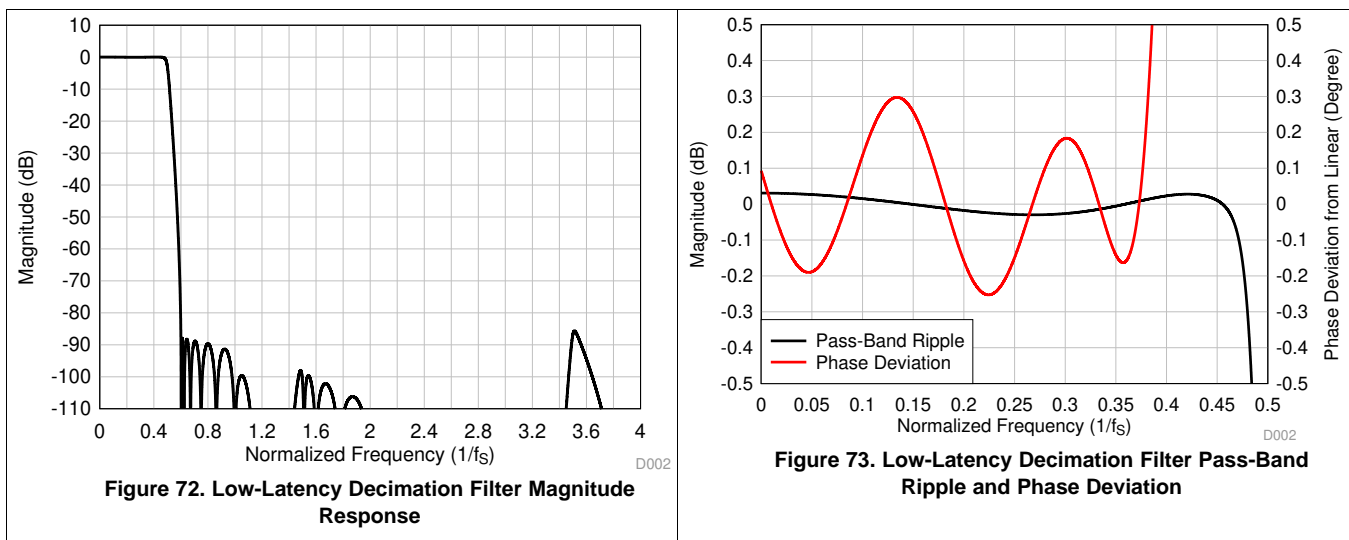 10
0
-10
-20
-30
-40
-50
-60
-70
-80
-90
-100
-110
Magnitude (dB)
0 0.4 0.8 1.2 1.6 2 2.4 2.8 3.2 3.6 4
Normalized Frequency (1/fS)
D002
Figure 72. Low-Latency Decimation Filter Magnitude
Response
0.5
0.4
0.3
0.2
0.1
0
-0.1
-0.2
-0.3
-0.4
-0.5
Magnitude (dB)
0.5
0.4
0.3
0.2
0.1
0
-0.1
-0.2
-0.3
-0.4
-0.5
Phase Deviation from Linear (Degree)
Pass-Band Ripple
Phase Deviation
0 0.05 0.1 0.15 0.2 0.25 0.3 0.35 0.4 0.45 0.5
Normalized Frequency (1/fS)
D002
Figure 73. Low-Latency Decimation Filter Pass-Band
Ripple and Phase Deviation